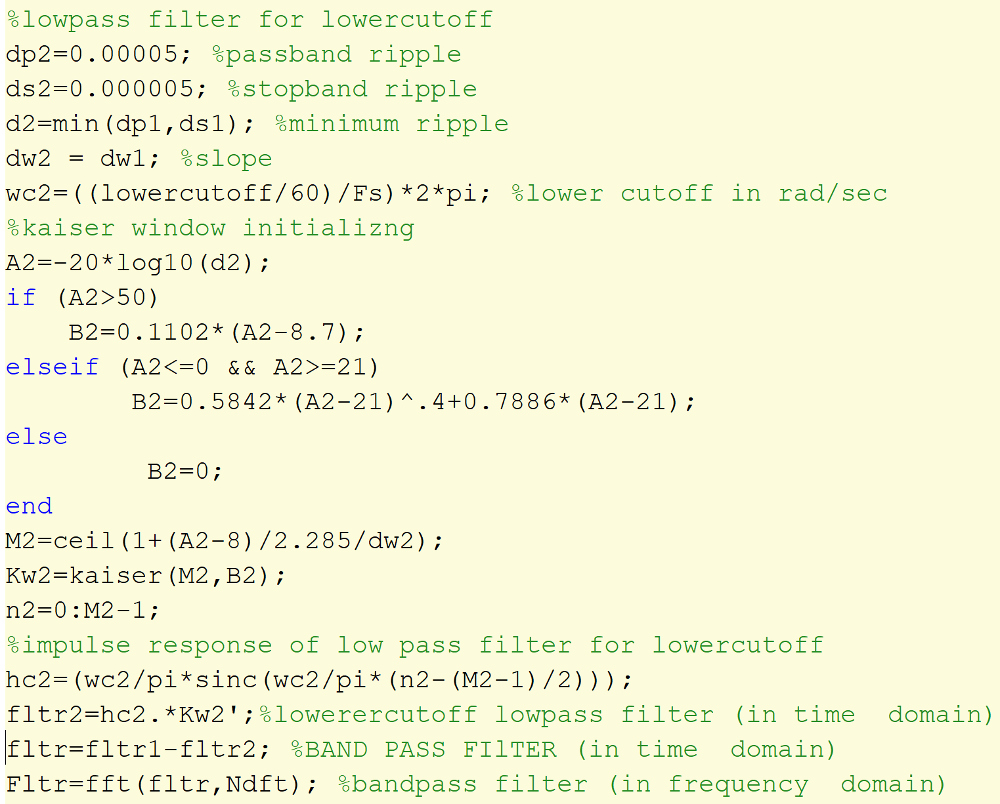 %lowpass filter for lowercutoff
dp2=0.00005; %passband ripple
ds2=0.000005; %stopband ripple
d2=min(dp1,ds1); %minimum ripple
dw2 = dw1; %slope
wc2=((lowercutoff/60)/Fs)*2*pi; %lower cutoff in rad/sec
%kaiser window initializng
A2=-20*log10(d2);
if (A2>50)
    B2=0.1102*(A2-8.7);
elseif (A2<=0 && A2>=21)
        B2=0.5842*(A2-21)^.4+0.7886*(A2-21);
else
         B2=0;
end
M2=ceil(1+(A2-8)/2.285/dw2);
Kw2=kaiser(M2,B2);
n2=0:M2-1;
%impulse response of low pass filter for lowercutoff
hc2=(wc2/pi*sinc(wc2/pi*(n2-(M2-1)/2)));
fltr2=hc2.*Kw2';%lowerercutoff lowpass filter (in time  domain)
fltr=fltr1-fltr2; %BAND PASS FIlTER (in time  domain)
Fltr=fft(fltr,Ndft); %bandpass filter (in frequency  domain)